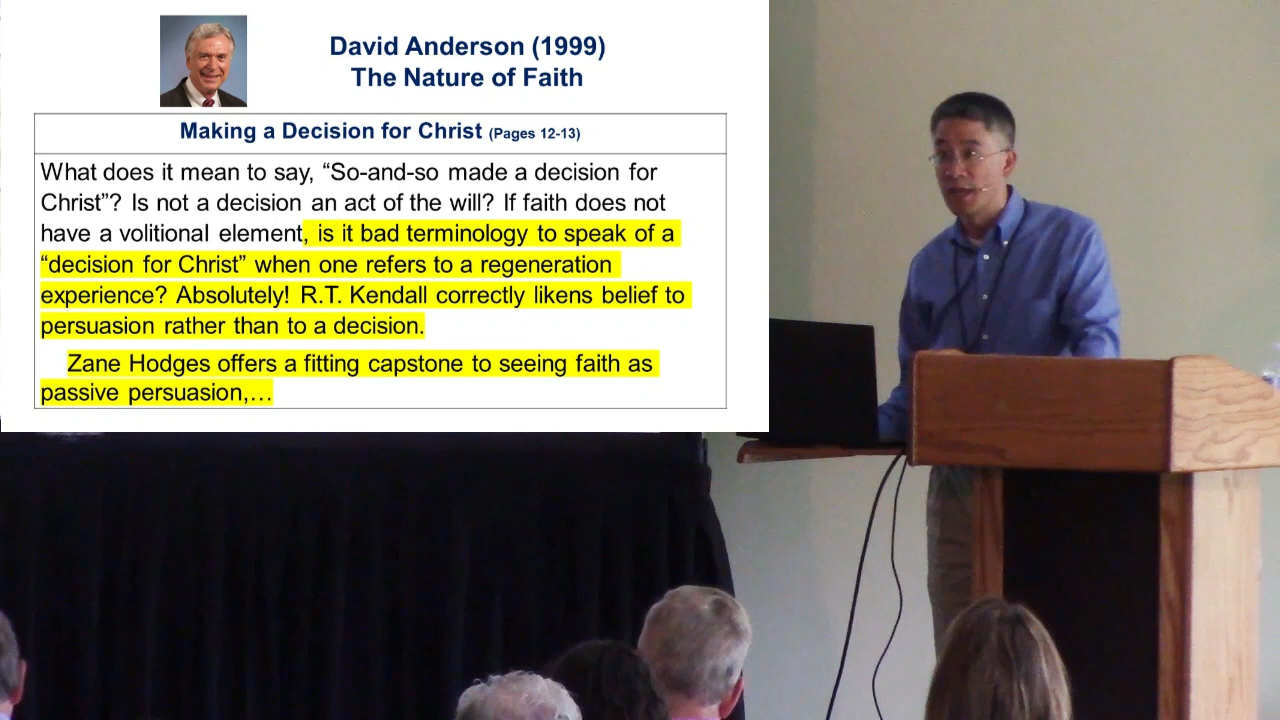 David Anderson (1999)
The Nature of Faith
Making a Decision for Christ (Pages 12-13)
What does it mean to say, “So-and-so made a decision for
Christ”? Is not a decision an act of the will? If faith does not
have a volitional element, is it bad terminology to speak of a
“decision for Christ” when one refers to a regeneration
experience? Absolutely! R.T. Kendall correctly likens belief to
persuasion rather than to a decision.
Zane Hodges offers a fitting capstone to seeing faith as
passive persuasion,…